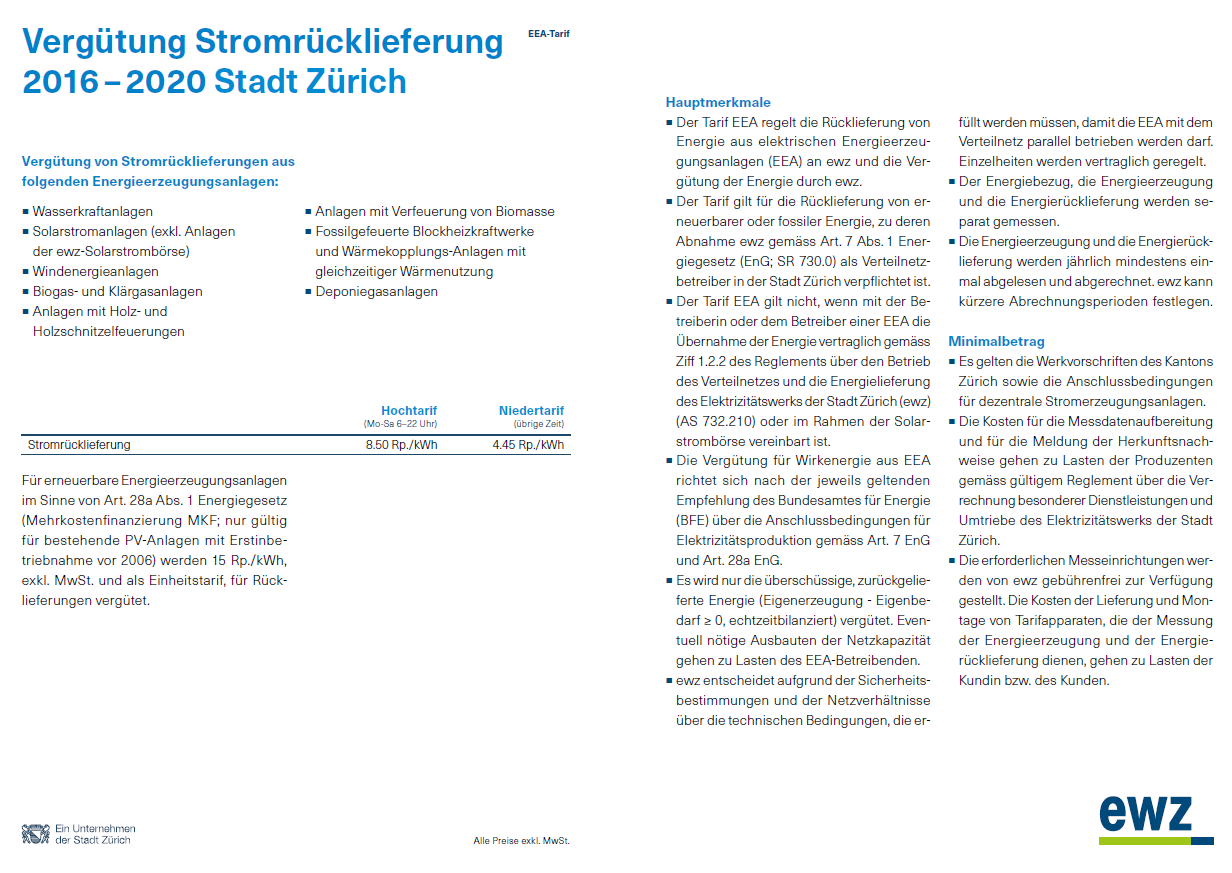 Vergütung Stromrücklieferung
2016 – 2020 Stadt Zürich
EEA-Tarif
Vergütung von Stromrücklieferungen aus
folgenden Energieerzeugungsanlagen:
■ Wasserkraftanlagen
■ Solarstromanlagen (exkl. Anlagen
der ewz-Solarstrombörse)
■ Windenergieanlagen
■ Biogas- und Klärgasanlagen
■ Anlagen mit Holz- und
Holzschnitzelfeuerungen
■ Anlagen mit Verfeuerung von Biomasse
■ Fossilgefeuerte Blockheizkraftwerke
und Wärmekopplungs-Anlagen mit
gleichzeitiger Wärmenutzung
■ Deponiegasanlagen
Hochtarif Niedertarif
(Mo-Sa 6–22 Uhr) (übrige Zeit)
Stromrücklieferung 8.50 Rp./kWh 4.45 Rp./kWh
Für erneuerbare Energieerzeugungsanlagen
im Sinne von Art. 28a Abs. 1 Energiegesetz
(Mehrkostenfinanzierung MKF; nur gültig
für bestehende PV-Anlagen mit Erstinbe-
triebnahme vor 2006) werden 15 Rp./kWh,
exkl. MwSt. und als Einheitstarif, für Rück-
lieferungen vergütet.
Ein Unternehmen
der Stadt Zürich
Alle Preise exkl. MwSt.
Hauptmerkmale
■ Der Tarif EEA regelt die Rücklieferung von
Energie aus elektrischen Energieerzeu-
gungsanlagen (EEA) an ewz und die Ver-
gütung der Energie durch ewz.
■ Der Tarif gilt für die Rücklieferung von er-
neuerbarer oder fossiler Energie, zu deren
Abnahme ewz gemäss Art. 7 Abs. 1 Ener-
giegesetz (EnG; SR 730.0) als Verteilnetz-
betreiber in der Stadt Zürich verpflichtet ist.
■ Der Tarif EEA gilt nicht, wenn mit der Be-
treiberin oder dem Betreiber einer EEA die
Übernahme der Energie vertraglich gemäss
Ziff 1.2.2 des Reglements über den Betrieb
des Verteilnetzes und die Energielieferung
des Elektrizitätswerks der Stadt Zürich (ewz)
(AS 732.210) oder im Rahmen der Solar-
strombörse vereinbart ist.
■ Die Vergütung für Wirkenergie aus EEA
richtet sich nach der jeweils geltenden
Empfehlung des Bundesamtes für Energie
(BFE) über die Anschlussbedingungen für
Elektrizitätsproduktion gemäss Art. 7 EnG
und Art. 28a EnG.
■ Es wird nur die überschüssige, zurückgelie-
ferte Energie (Eigenerzeugung - Eigenbe-
darf ≥ 0, echtzeitbilanziert) vergütet. Even-
tuell nötige Ausbauten der Netzkapazität
gehen zu Lasten des EEA-Betreibenden.
■ ewz entscheidet aufgrund der Sicherheits-
bestimmungen und der Netzverhältnisse
über die technischen Bedingungen, die er-
füllt werden müssen, damit die EEA mit dem
Verteilnetz parallel betrieben werden darf.
Einzelheiten werden vertraglich geregelt.
■ Der Energiebezug, die Energieerzeugung
und die Energierücklieferung werden se-
parat gemessen.
■ Die Energieerzeugung und die Energierück-
lieferung werden jährlich mindestens ein-
mal abgelesen und abgerechnet. ewz kann
kürzere Abrechnungsperioden festlegen.
Minimalbetrag
■ Es gelten die Werkvorschriften des Kantons
Zürich sowie die Anschlussbedingungen
für dezentrale Stromerzeugungsanlagen.
■ Die Kosten für die Messdatenaufbereitung
und für die Meldung der Herkunftsnach-
weise gehen zu Lasten der Produzenten
gemäss gültigem Reglement über die Ver-
rechnung besonderer Dienstleistungen und
Umtriebe des Elektrizitätswerks der Stadt
Zürich.
■ Die erforderlichen Messeinrichtungen wer-
den von ewz gebührenfrei zur Verfügung
gestellt. Die Kosten der Lieferung und Mon-
tage von Tarifapparaten, die der Messung
der Energieerzeugung und der Energie-
rücklieferung dienen, gehen zu Lasten der
Kundin bzw. des Kunden.
ewz